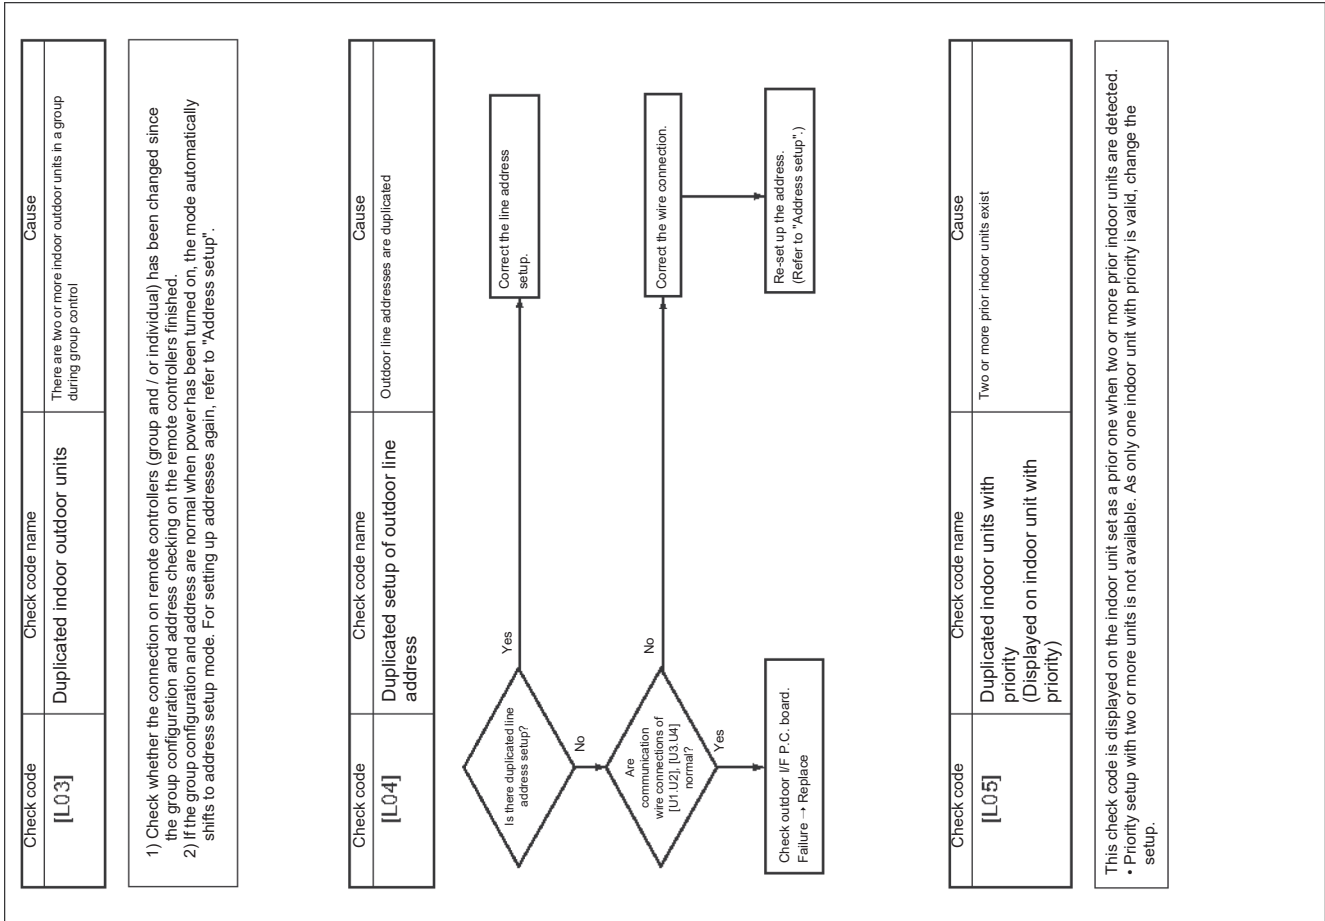 Check code
Check code name
Cause
[L03]
Duplicated indoor outdoor units
There are two or more indoor outdoor units in a group
during group control
1) Check whether the connection on remote controllers (group and / or individual) has been changed since
the group configuration and address checking on the remote controllers finished.
2) If the group configuration and address are normal when power has been turned on, the mode automatically
shifts to address setup mode. For setting up addresses again, refer to "Address setup".
Check code
Check code name
Cause
[L04]
Duplicated setup of outdoor line
address
Outdoor line addresses are duplicated
Is there duplicated line
address setup?
Yes
Correct the line address
setup.
No
Are
communication
wire connections of
[U1.U2], [U3.U4]
normal?
No
Correct the wire connection.
Yes
Check outdoor I/F P.C. board.
Failure → Replace
Re-set up the address.
(Refer to "Address setup".)
Check code
Check code name
Cause
[L05]
Duplicated indoor units with
priority
(Displayed on indoor unit with
priority)
Two or more prior indoor units exist
This check code is displayed on the indoor unit set as a prior one when two or more prior indoor units are detected.
• Priority setup with two or more units is not available. As only one indoor unit with priority is valid, change the
setup.